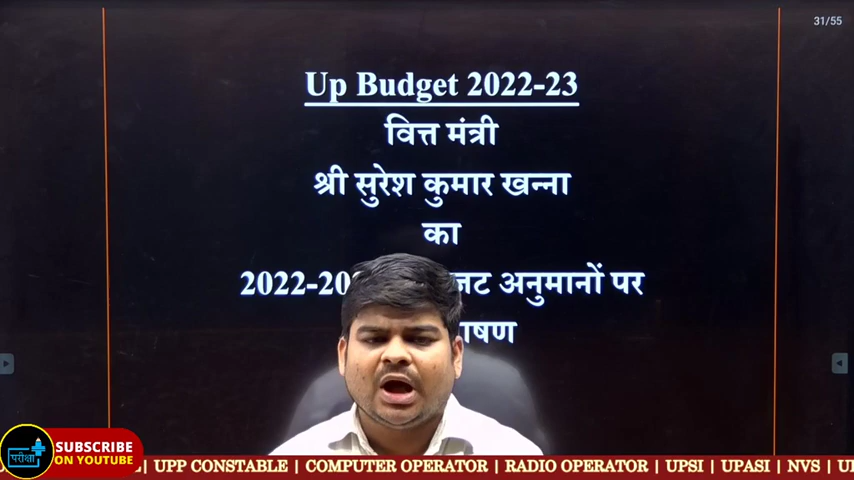 31/55
Up Budget 2022-23
वित्त मंत्री
श्री सुरेश कुमार खन्ना
का
अनुमानों पर
परीक्षा
SUBSCRIBE
ON YOUTUBE
| UPP CONSTABLE | COMPUTER OPERATOR | RADIO OPERATOR | UPSI | UPASI | NVS |